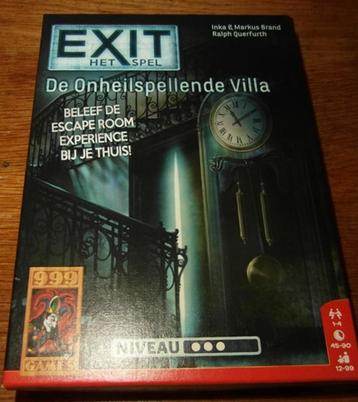 Inka & Markus Brand
Ralph Querfurth
EXIT
HET SPEL
De Onheilspellende Villa
BELEEF DE
ESCAPE ROOM
EXPERIENCE
BIJ JE THUIS!
999
GAMES
NIVEAU
1-4
45-90
12-99